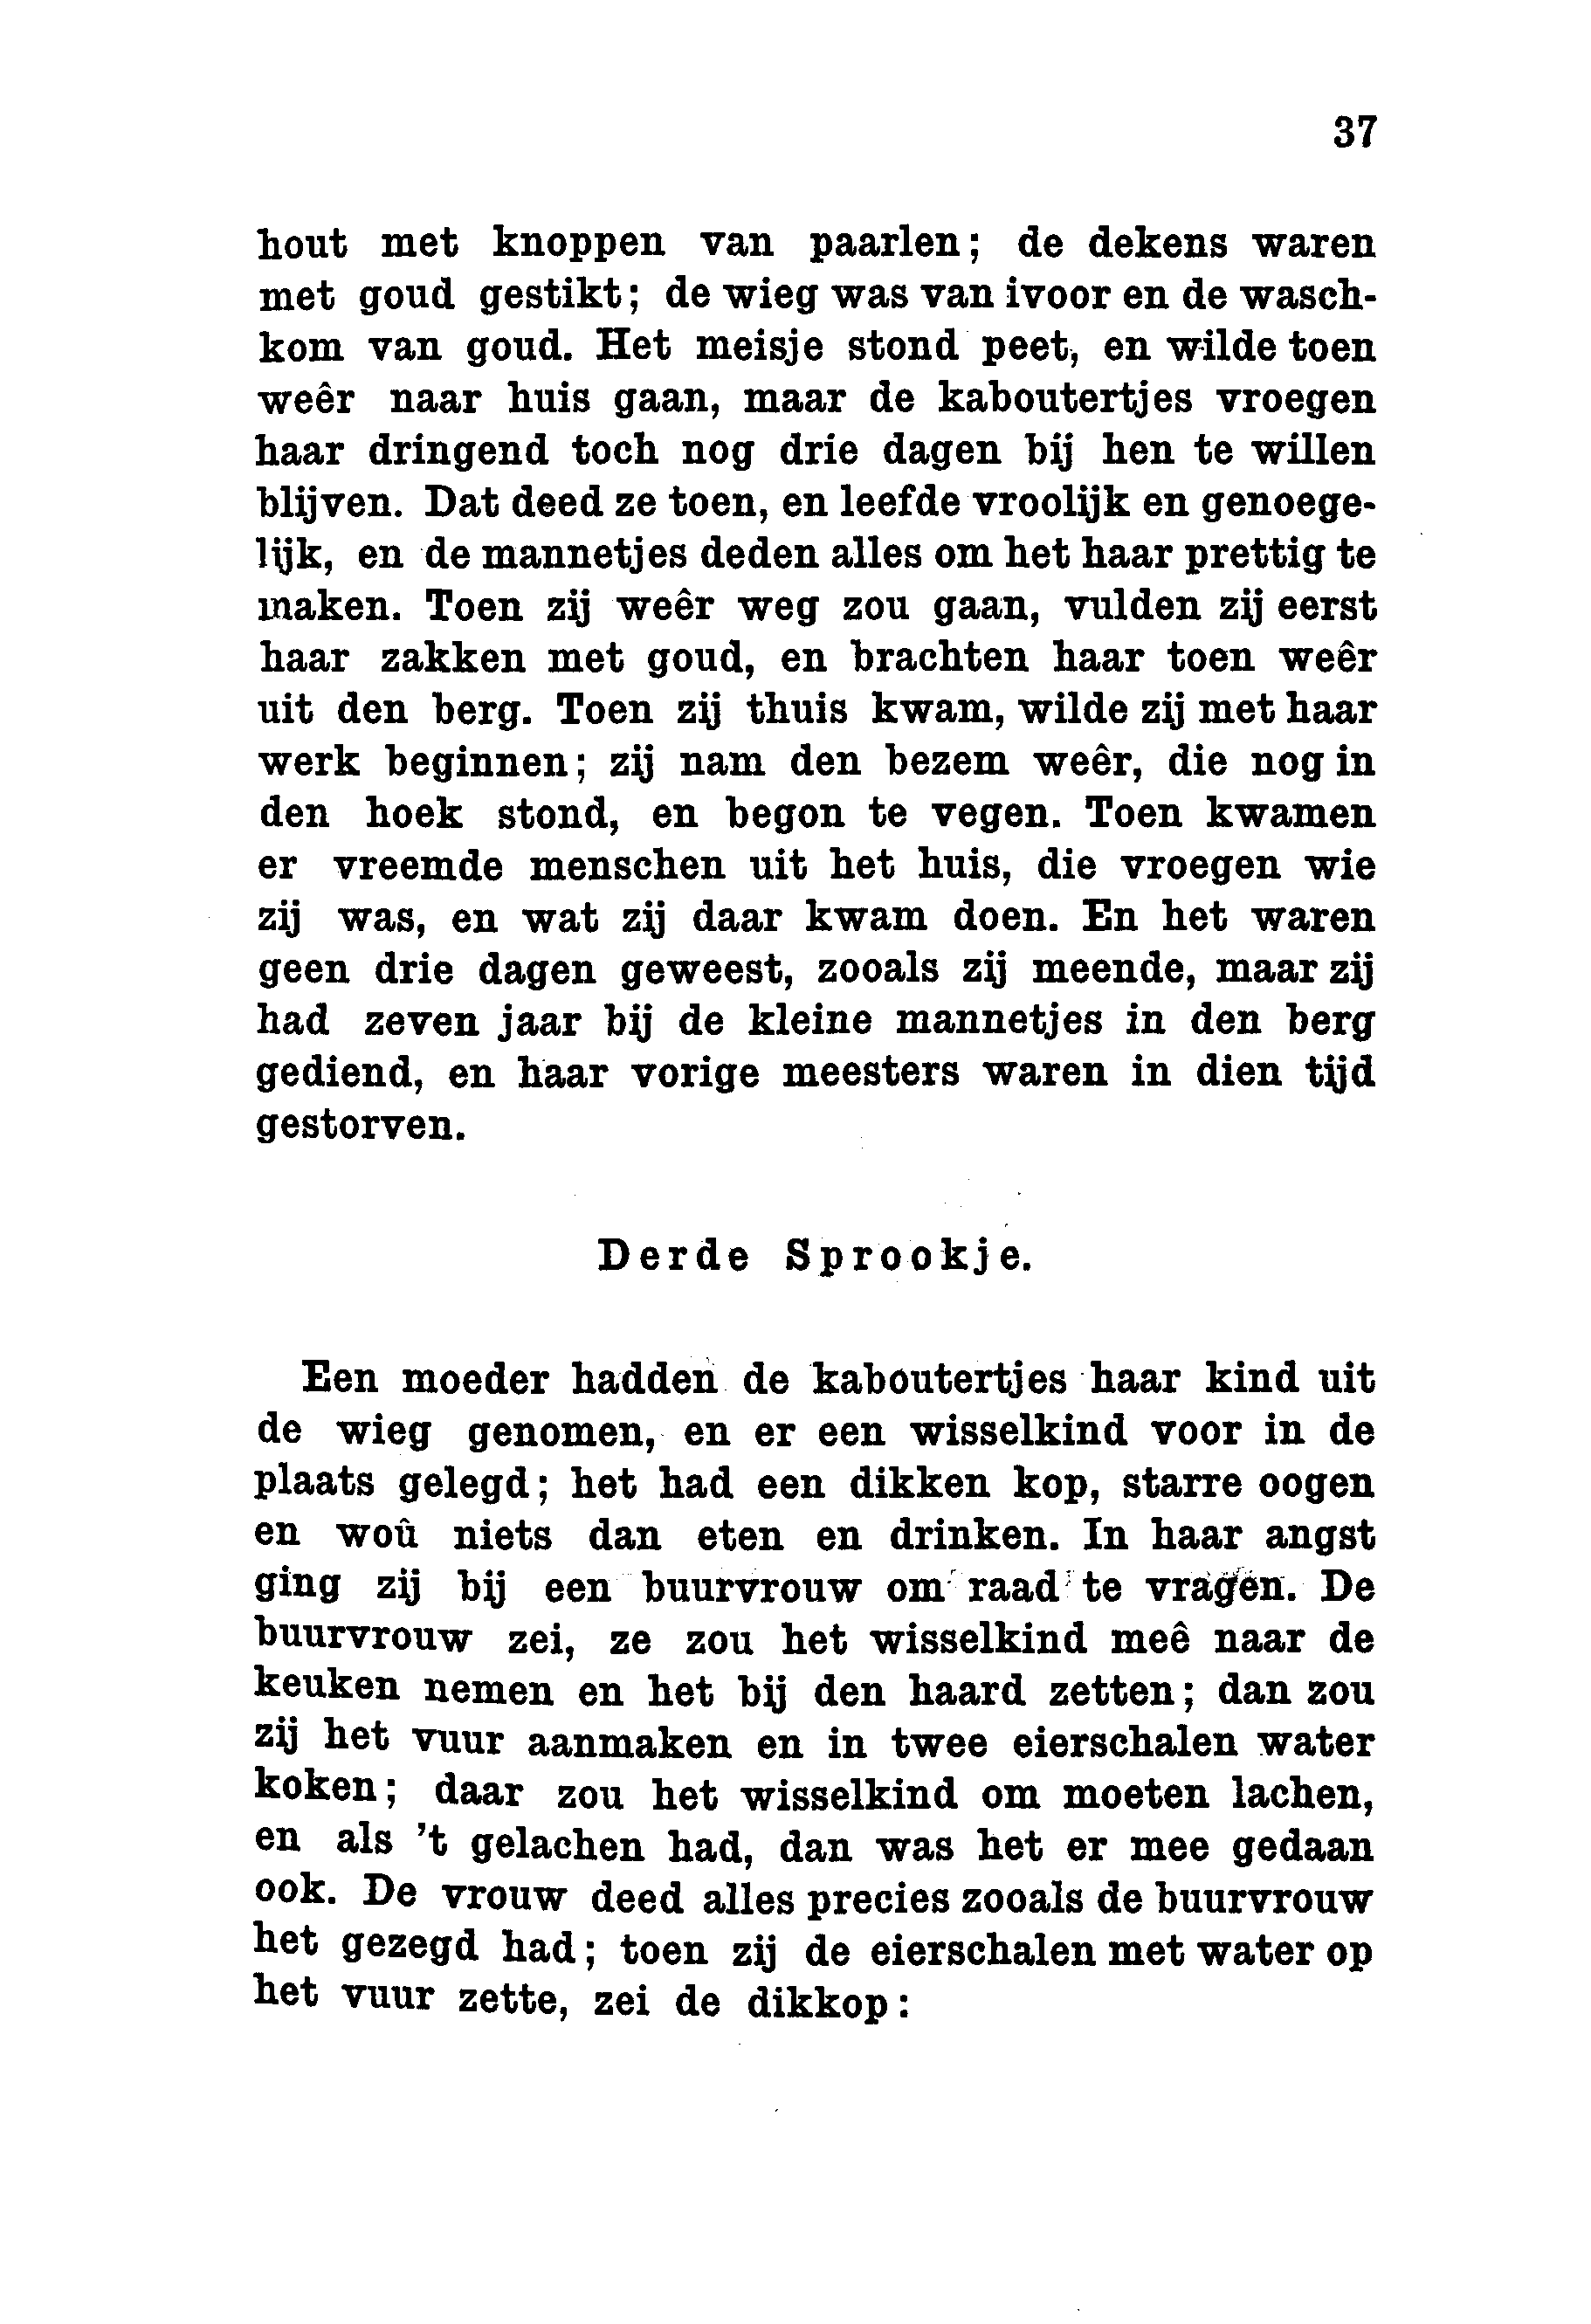 37
hout met knoppen van paarlen; de dekens waren
met goud gestikt; de wieg was van ivoor en de wasch-
kom van goud. Het meisje stond peet, en wilde toen
weêr naar huis gaan, maar de kaboutertjes vroegen
haar dringend toch nog drie dagen bij hen te willen
blijven. Dat deed ze toen, en leefde vroolijk en genoege-
lijk, en de mannetjes deden alles om het haar prettig te
maken. Toen zij weêr weg zou gaan, vulden zij eerst
haar zakken met goud, en brachten haar toen weêr
uit den berg. Toen zij thuis kwam, wilde zij met haar
werk beginnen; zij nam den bezem weêr, die nog in
den hoek stond, en begon te vegen. Toen kwamen
er vreemde menschen uit het huis, die vroegen wie
zij was, en wat zij daar kwam doen. En het waren
geen drie dagen geweest, zooals zij meende, maar zij
had zeven jaar bij de kleine mannetjes in den berg
gediend, en haar vorige meesters waren in dien tijd
gestorven.
Derde Sprookje.
Een moeder hadden de kaboutertjes haar kind uit
de wieg genomen, en er een wisselkind voor in de
plaats gelegd; het had een dikken kop, starre oogen
en woû niets dan eten en drinken. In haar angst
ging zij bij een buurvrouw om raad te vragen. De
buurvrouw zei, ze zou het wisselkind meê naar de
keuken nemen en het bij den haard zetten; dan zou
zij het vuur aanmaken en in twee eierschalen water
koken; daar zou het wisselkind om moeten lachen,
en als 't gelachen had, dan was het er mee gedaan
ook. De vrouw deed alles precies zooals de buurvrouw
het gezegd had; toen zij de eierschalen met water op
het vuur zette, zei de dikkop: